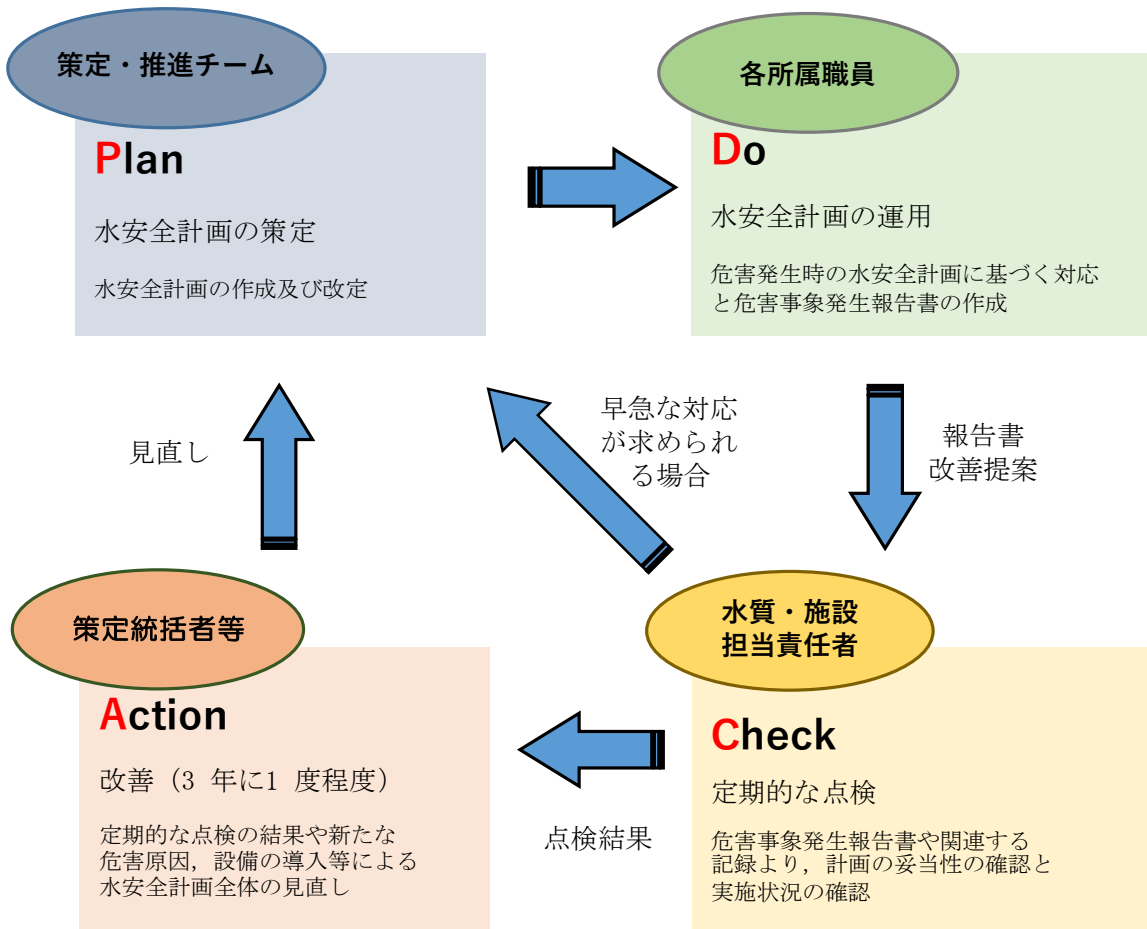 策定・推進チーム
Plan
水安全計画の策定
水安全計画の作成及び改定
各所属職員
Do
水安全計画の運用
危害発生時の水安全計画に基づく対応
と危害事象発生報告書の作成
見直し
早急な対応
が求められ
る場合
報告書
改善提案
策定統括者等
Action
改善（3 年に1 度程度）
定期的な点検の結果や新たな
危害原因，設備の導入等による
水安全計画全体の見直し
点検結果
水質・施設
担当責任者
Check
定期的な点検
危害事象発生報告書や関連する
記録より，計画の妥当性の確認と
実施状況の確認